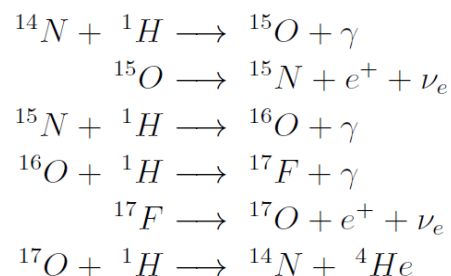 ¹⁴N + ¹H ⟶ ¹⁵O + γ
¹⁵O ⟶ ¹⁵N + e⁺ + νₑ
¹⁵N + ¹H ⟶ ¹⁶O + γ
¹⁶O + ¹H ⟶ ¹⁷F + γ
¹⁷F ⟶ ¹⁷O + e⁺ + νₑ
¹⁷O + ¹H ⟶ ¹⁴N + ⁴He